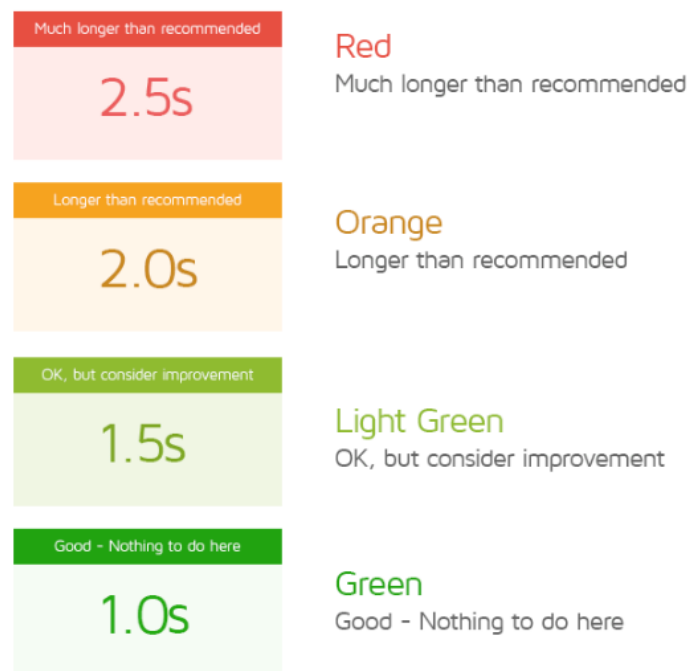 Much longer than recommended
2.5s
Red
Much longer than recommended
Longer than recommended
2.0s
Orange
Longer than recommended
OK, but consider improvement
1.5s
Light Green
OK, but consider improvement
Good - Nothing to do here
1.0s
Green
Good - Nothing to do here